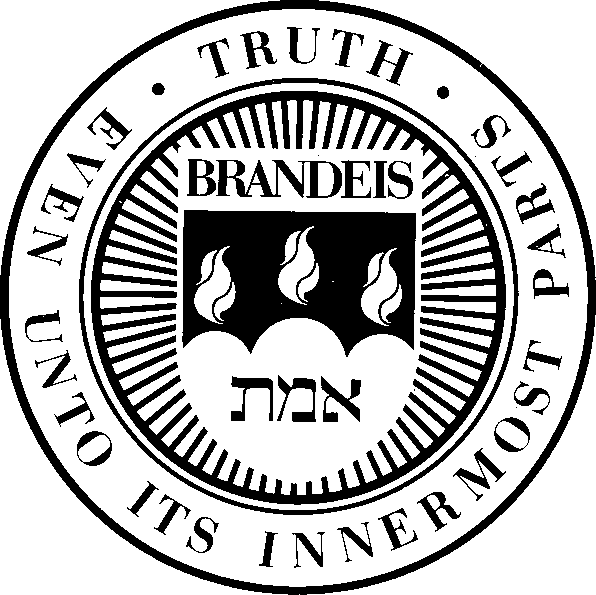 • TRUTH •
EVEN UNTO ITS INNERMOST PARTS
BRANDEIS
אמת